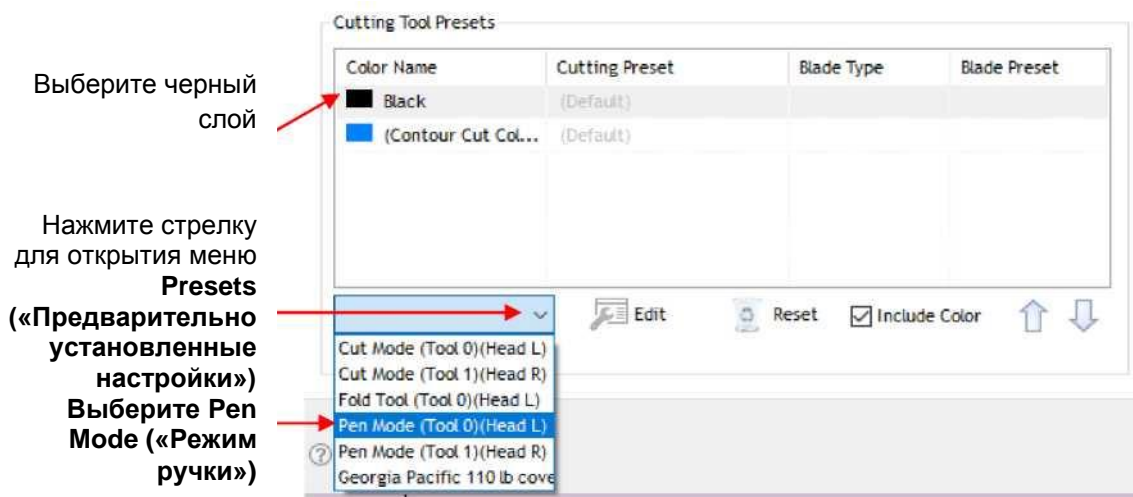 Cutting Tool Presets
Color Name Cutting Preset Blade Type Blade Preset
Выберите черный
слой
Black (Default)
(Contour Cut Col... (Default)
Нажмите стрелку
для открытия меню
Presets
(«Предварительно
установленные
настройки»)
Выберите Pen
Mode («Режим
ручки»)
Edit Reset Include Color
Cut Mode (Tool 0)(Head L)
Cut Mode (Tool 1)(Head R)
Fold Tool (Tool 0)(Head L)
Pen Mode (Tool 0)(Head L)
Pen Mode (Tool 1)(Head R)
Georgia Pacific 110 lb cove